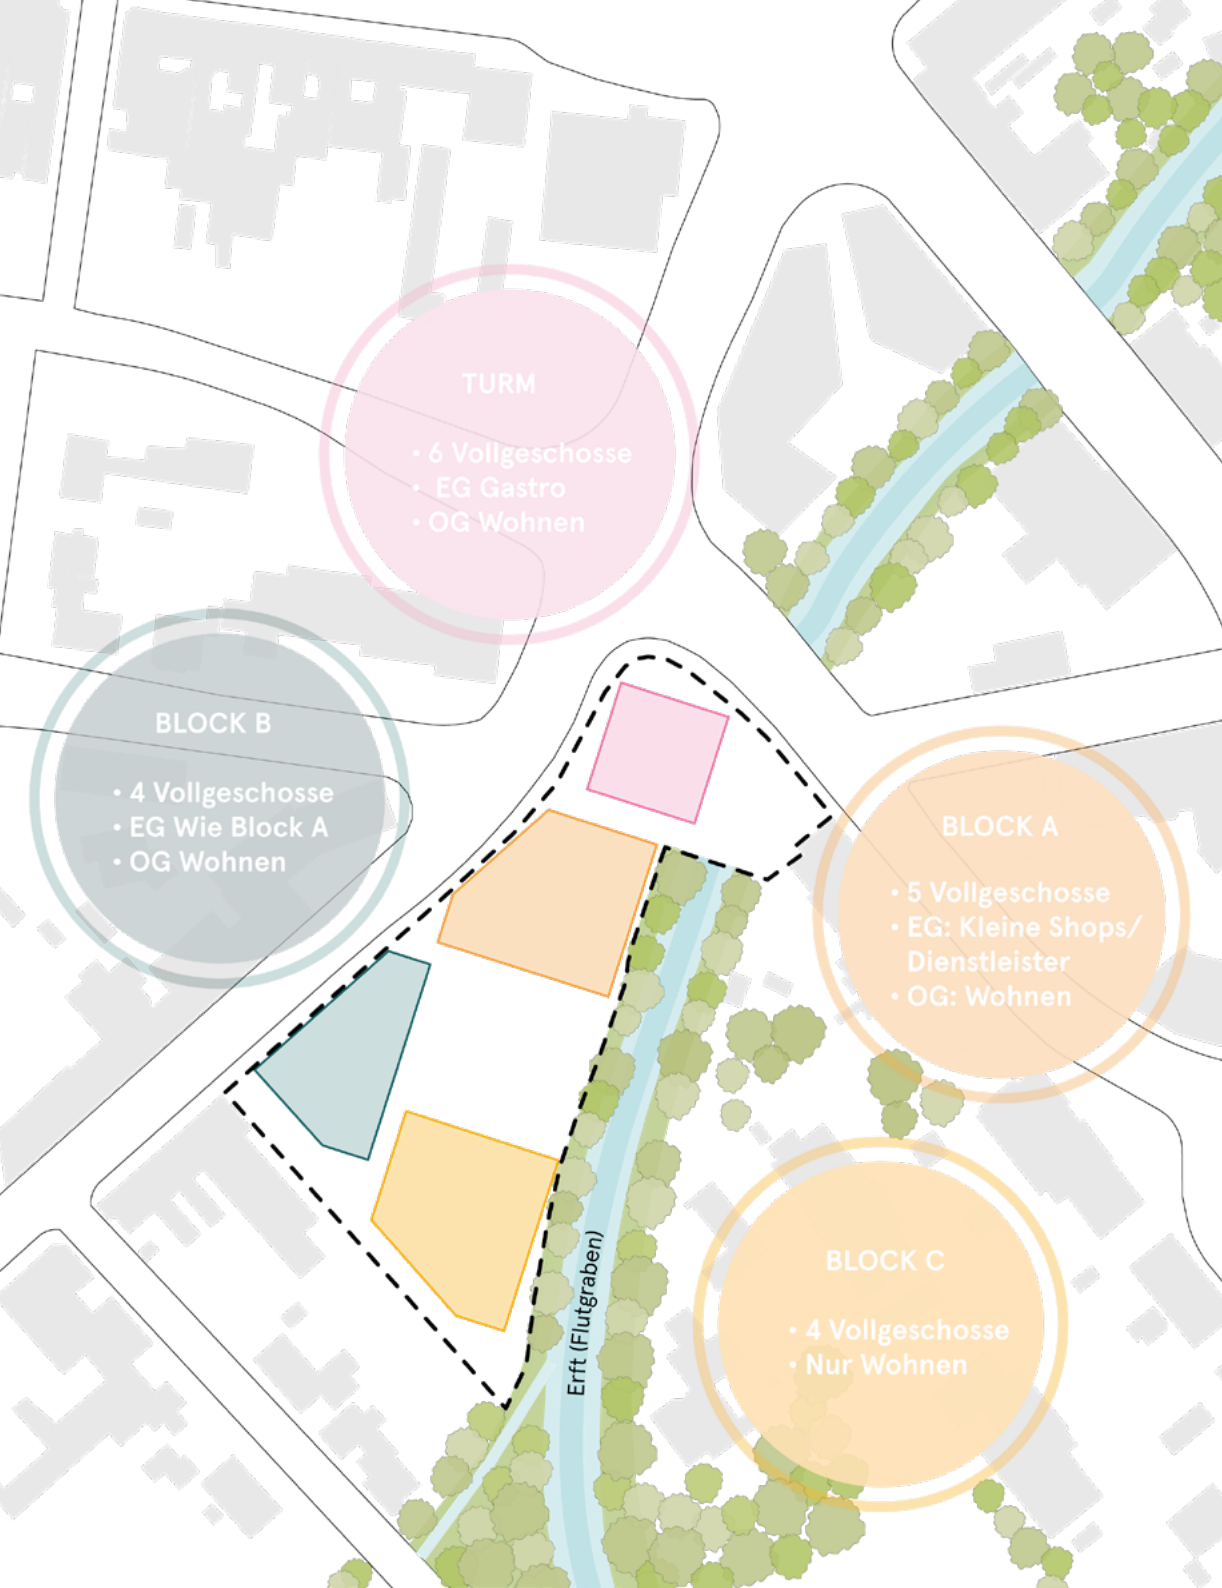 TURM
• 6 Vollgeschosse
• EG Gastro
• OG Wohnen
BLOCK B
• 4 Vollgeschosse
• EG Wie Block A
• OG Wohnen
BLOCK A
• 5 Vollgeschosse
• EG: Kleine Shops/
Dienstleister
• OG: Wohnen
BLOCK C
• 4 Vollgeschosse
• Nur Wohnen
Erft (Flutgraben)